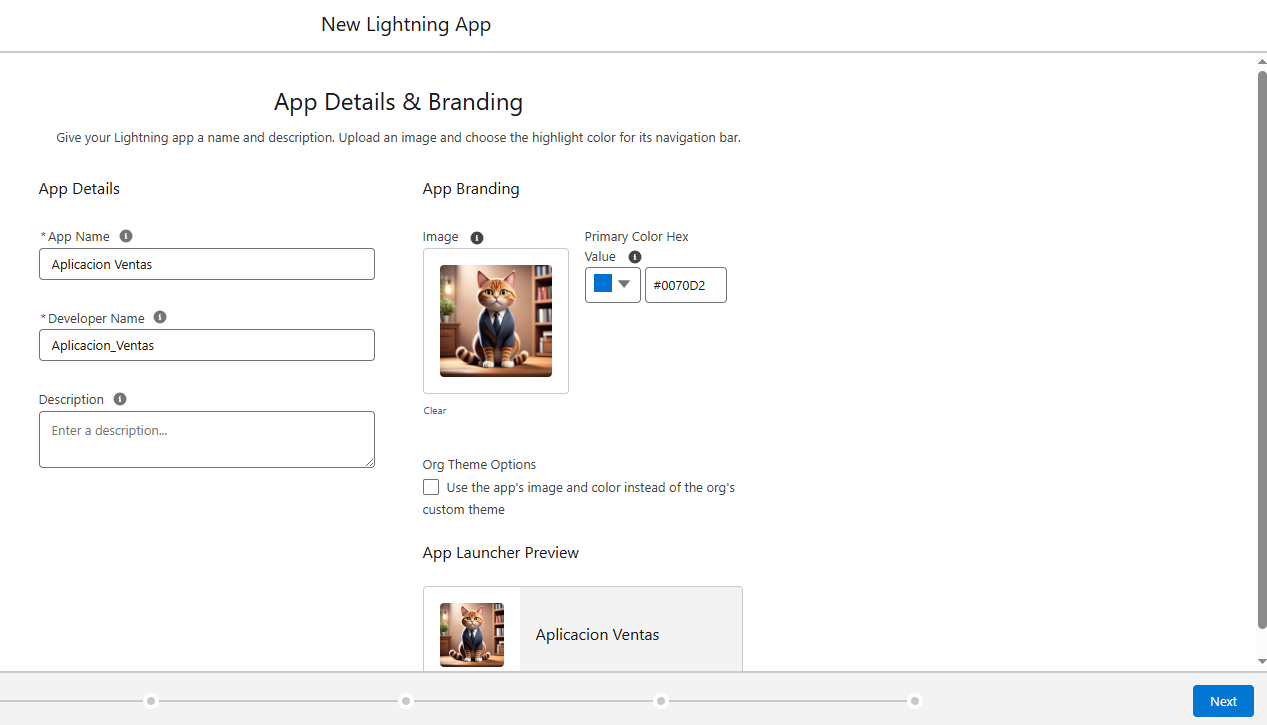 New Lightning App
App Details & Branding
Give your Lightning app a name and description. Upload an image and choose the highlight color for its navigation bar.
App Details
*App Name
Aplicacion Ventas
*Developer Name
Aplicacion_Ventas
Description
Enter a description...
App Branding
Image
Clear
Primary Color Hex
Value
#0070D2
Org Theme Options
Use the app's image and color instead of the org's
custom theme
App Launcher Preview
Aplicacion Ventas
Next